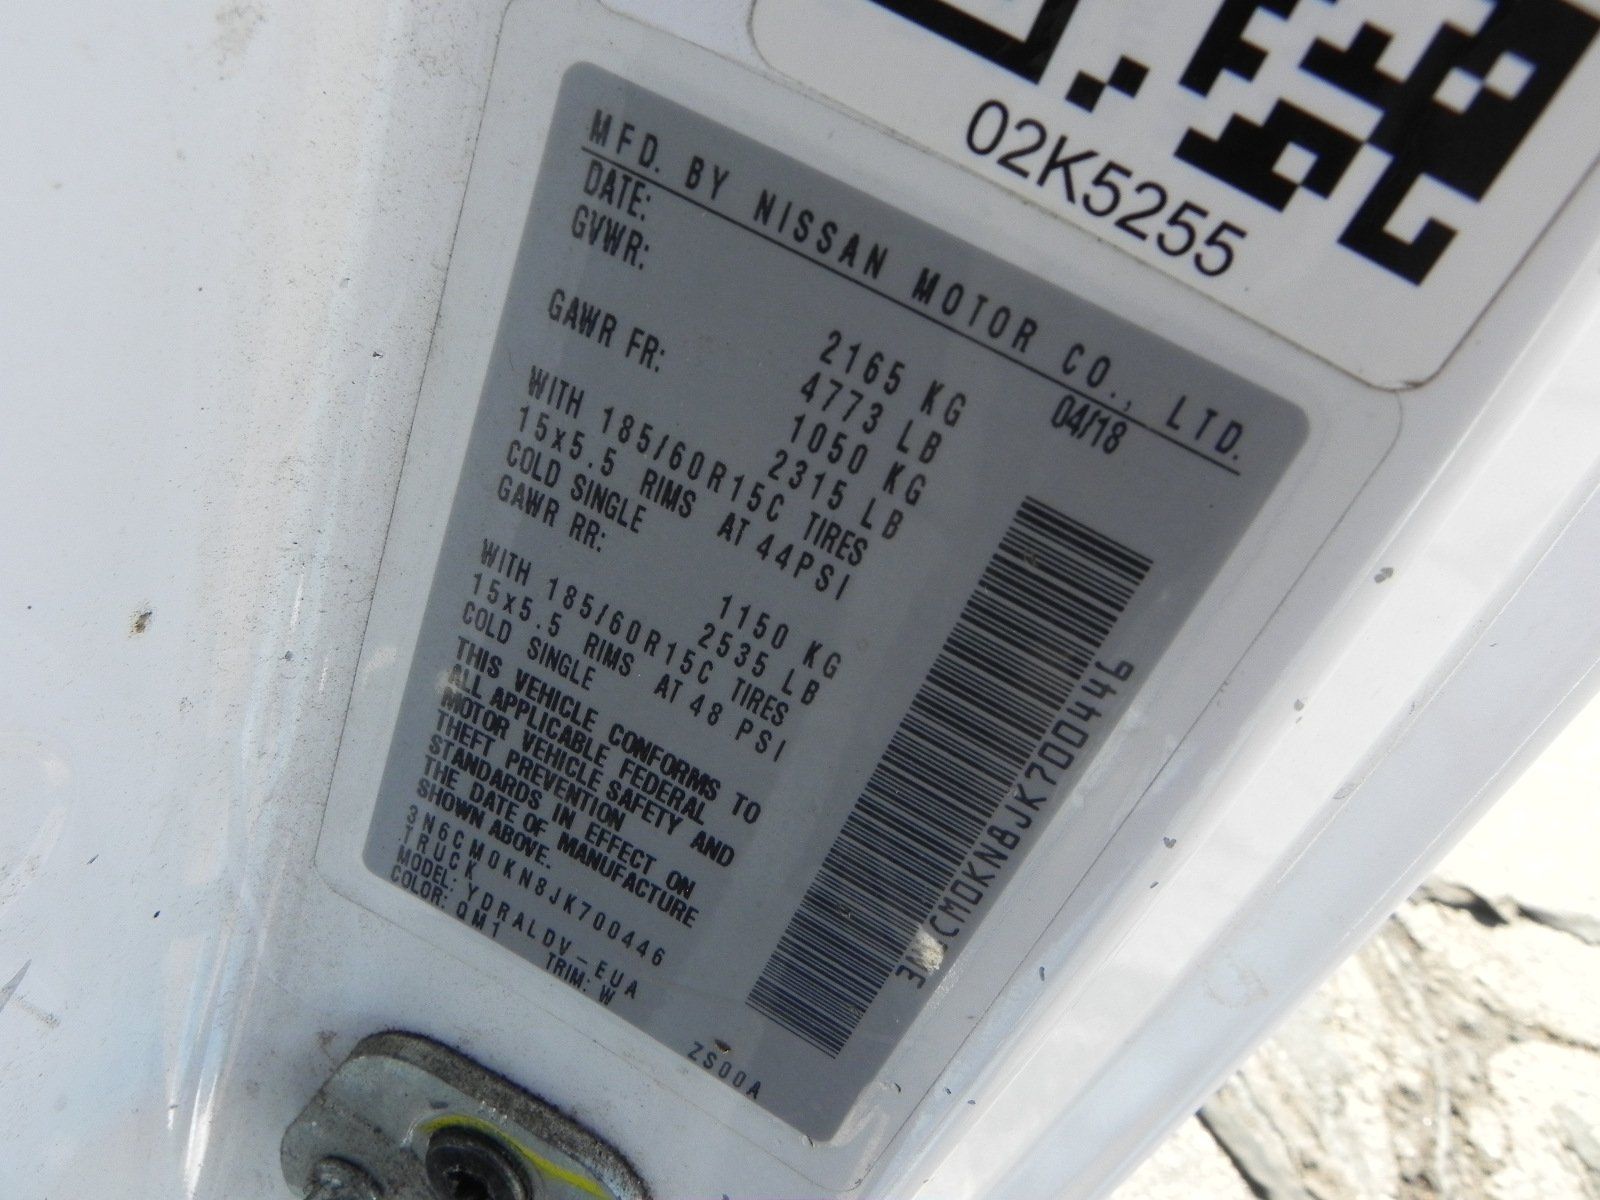 02K5255
MFD. BY NISSAN MOTOR CO., LTD.
DATE: 04/18
GVWR: 2165 KG
4773 LB
GAWR FR: 1050 KG
2315 LB
WITH 185/60R15C TIRES
15x5.5 RIMS AT 44PSI
COLD SINGLE
GAWR RR: 1150 KG
2535 LB
WITH 185/60R15C TIRES
15x5.5 RIMS AT 48 PSI
COLD SINGLE
THIS VEHICLE CONFORMS TO
ALL APPLICABLE FEDERAL
MOTOR VEHICLE SAFETY AND
THEFT PREVENTION
STANDARDS IN EFFECT ON
THE DATE OF MANUFACTURE
SHOWN ABOVE.
3N6CM0KN8JK700446
TRUCK
MODEL: YDRALDV-EUA
COLOR: QM1 TRIM: W
ZS00A
3N6CM0KN8JK700446